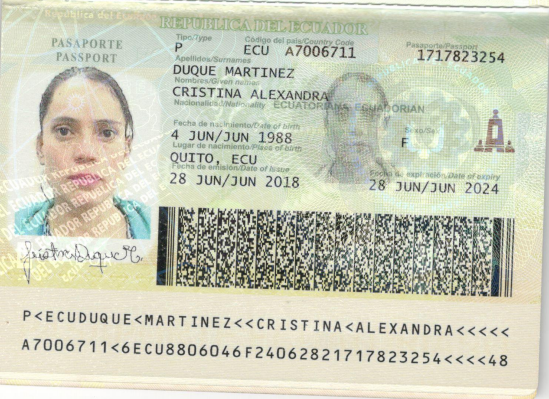 República del Ecuador
REPÚBLICA DEL ECUADOR
PASAPORTE
PASSPORT
Tipo/Type Código del país/Country Code Pasaporte/Passport
P ECU A7006711 1717823254
Apellidos/Surnames
DUQUE MARTINEZ
Nombres/Given names
CRISTINA ALEXANDRA
Nacionalidad/Nationality ECUATORIANA ECUADORIAN
Fecha de nacimiento/Date of birth Sexo/Sex
4 JUN/JUN 1988 F
Lugar de nacimiento/Place of birth
QUITO, ECU
Fecha de emisión/Date of issue Fecha de expiración/Date of expiry
28 JUN/JUN 2018 28 JUN/JUN 2024
P<ECUDUQUE<MARTINEZ<<CRISTINA<ALEXANDRA<<<<<
A7006711<6ECU8806046F24062821717823254<<<<48